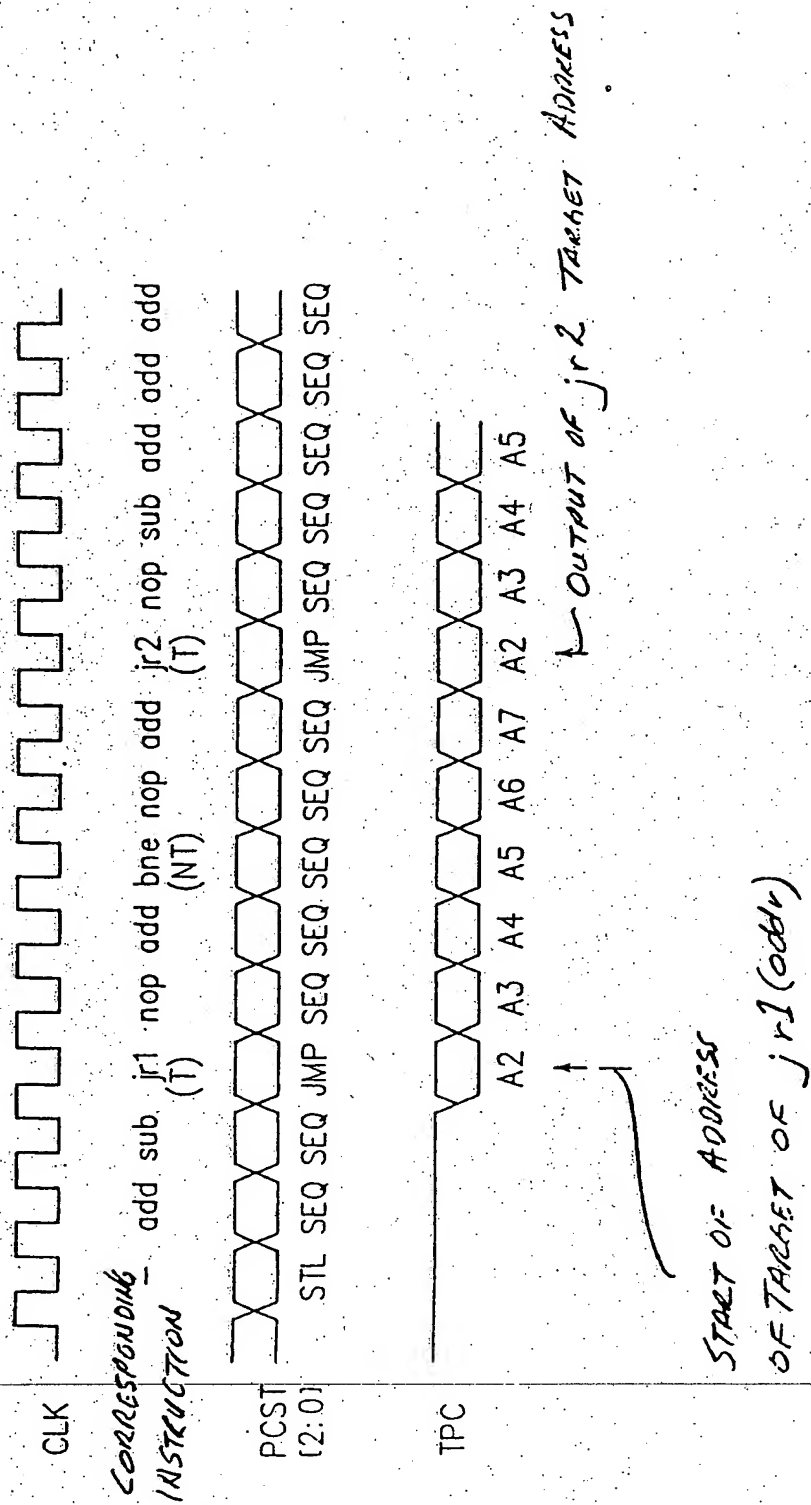 CLK
CORRESPONDING
INSTRUCTION
– add sub jr1 nop add bne nop add jr2 nop sub add add add
(T) (NT) (T)
PCST
[2:0]
STL SEQ SEQ JMP SEQ SEQ SEQ SEQ SEQ JMP SEQ SEQ SEQ SEQ SEQ
TPC
A2 A3 A4 A5 A6 A7 A2 A3 A4 A5
OUTPUT OF jr2 TARGET ADDRESS
START OF ADDRESS
OF TARGET OF jr1 (addr)